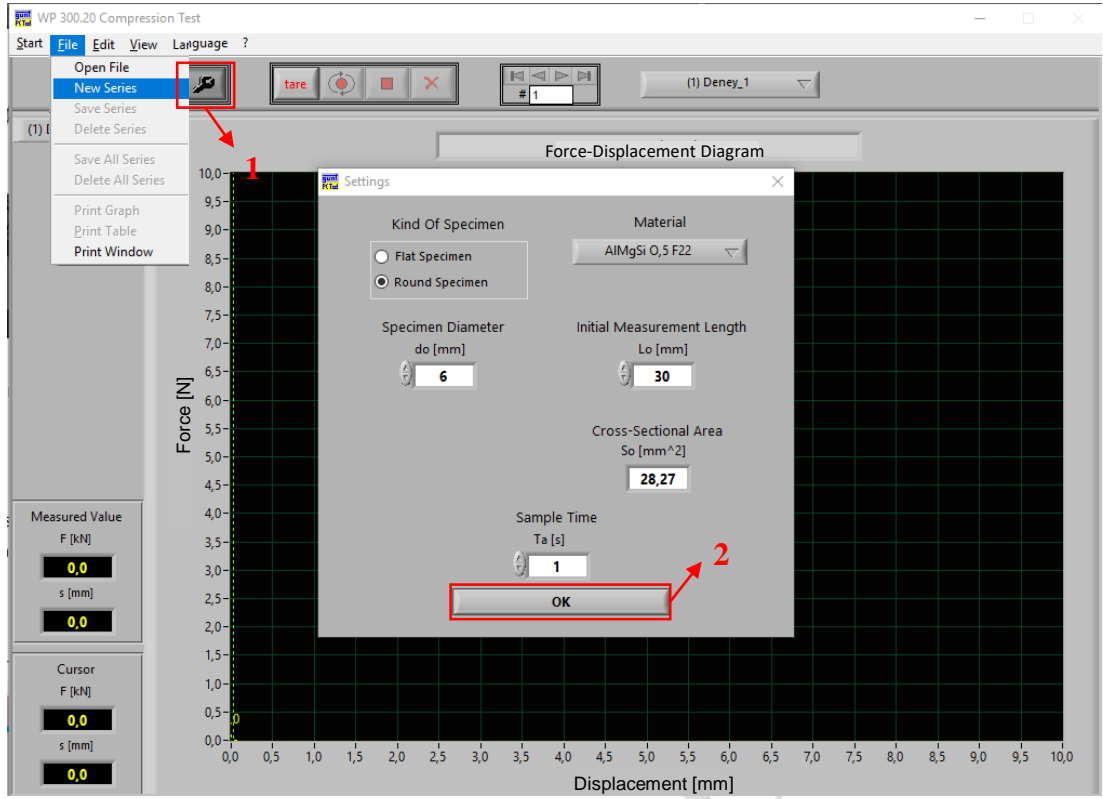 WP 300.20 Compression Test
Start File Edit View Language ?
Open File
New Series
Save Series
Delete Series
Save All Series
Delete All Series
Print Graph
Print Table
Print Window
tare
# 1
(1) Deney_1
(1)
1
Force-Displacement Diagram
gunt
Settings
Kind Of Specimen
Flat Specimen
Round Specimen
Material
AlMgSi O,5 F22
Specimen Diameter
do [mm]
6
Initial Measurement Length
Lo [mm]
30
Cross-Sectional Area
So [mm^2]
28,27
Sample Time
Ta [s]
1
2
OK
Force [N]
10,0
9,5
9,0
8,5
8,0
7,5
7,0
6,5
6,0
5,5
5,0
4,5
4,0
3,5
3,0
2,5
2,0
1,5
1,0
0,5
0,0
0
0,0 0,5 1,0 1,5 2,0 2,5 3,0 3,5 4,0 4,5 5,0 5,5 6,0 6,5 7,0 7,5 8,0 8,5 9,0 9,5 10,0
Displacement [mm]
Measured Value
F [kN]
0,0
s [mm]
0,0
Cursor
F [kN]
0,0
s [mm]
0,0